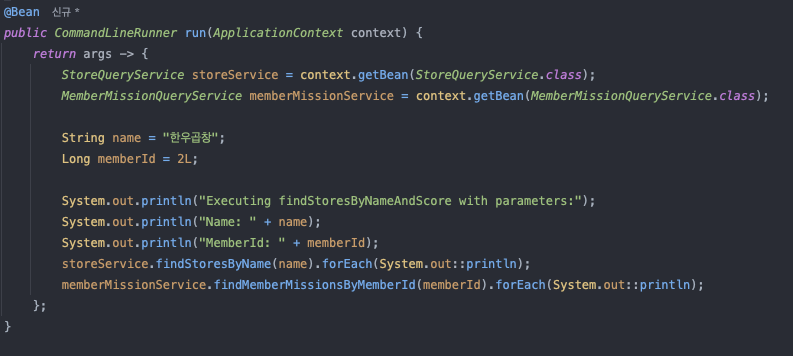 @Bean 신규 *
public CommandLineRunner run(ApplicationContext context) {
return args -> {
StoreQueryService storeService = context.getBean(StoreQueryService.class);
MemberMissionQueryService memberMissionService = context.getBean(MemberMissionQueryService.class);
String name = "한우곱창";
Long memberId = 2L;
System.out.println("Executing findStoresByNameAndScore with parameters:");
System.out.println("Name: " + name);
System.out.println("MemberId: " + memberId);
storeService.findStoresByName(name).forEach(System.out::println);
memberMissionService.findMemberMissionsByMemberId(memberId).forEach(System.out::println);
};
}